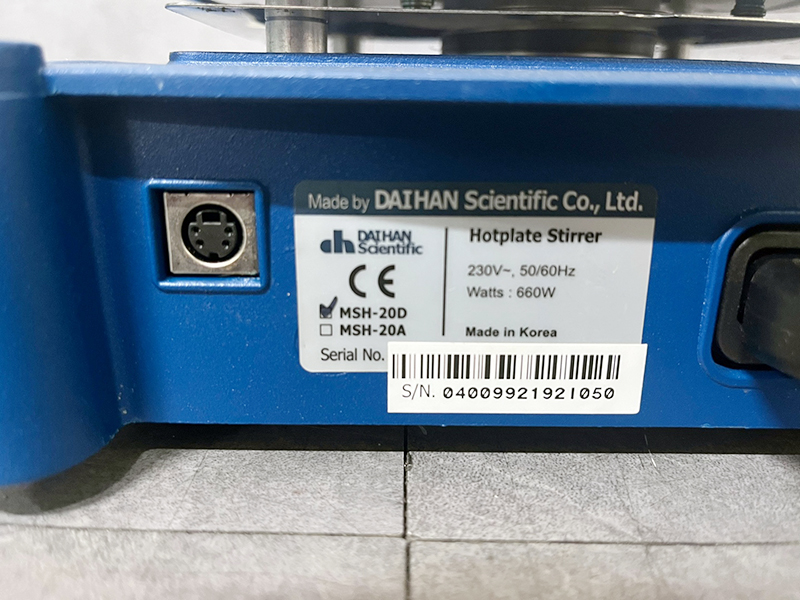 Made by DAIHAN Scientific Co., Ltd.
dh DAIHAN
Scientific
CE
MSH-20D
MSH-20A
Serial No.
Hotplate Stirrer
230V~, 50/60Hz
Watts : 660W
Made in Korea
S/N. 04009921921050